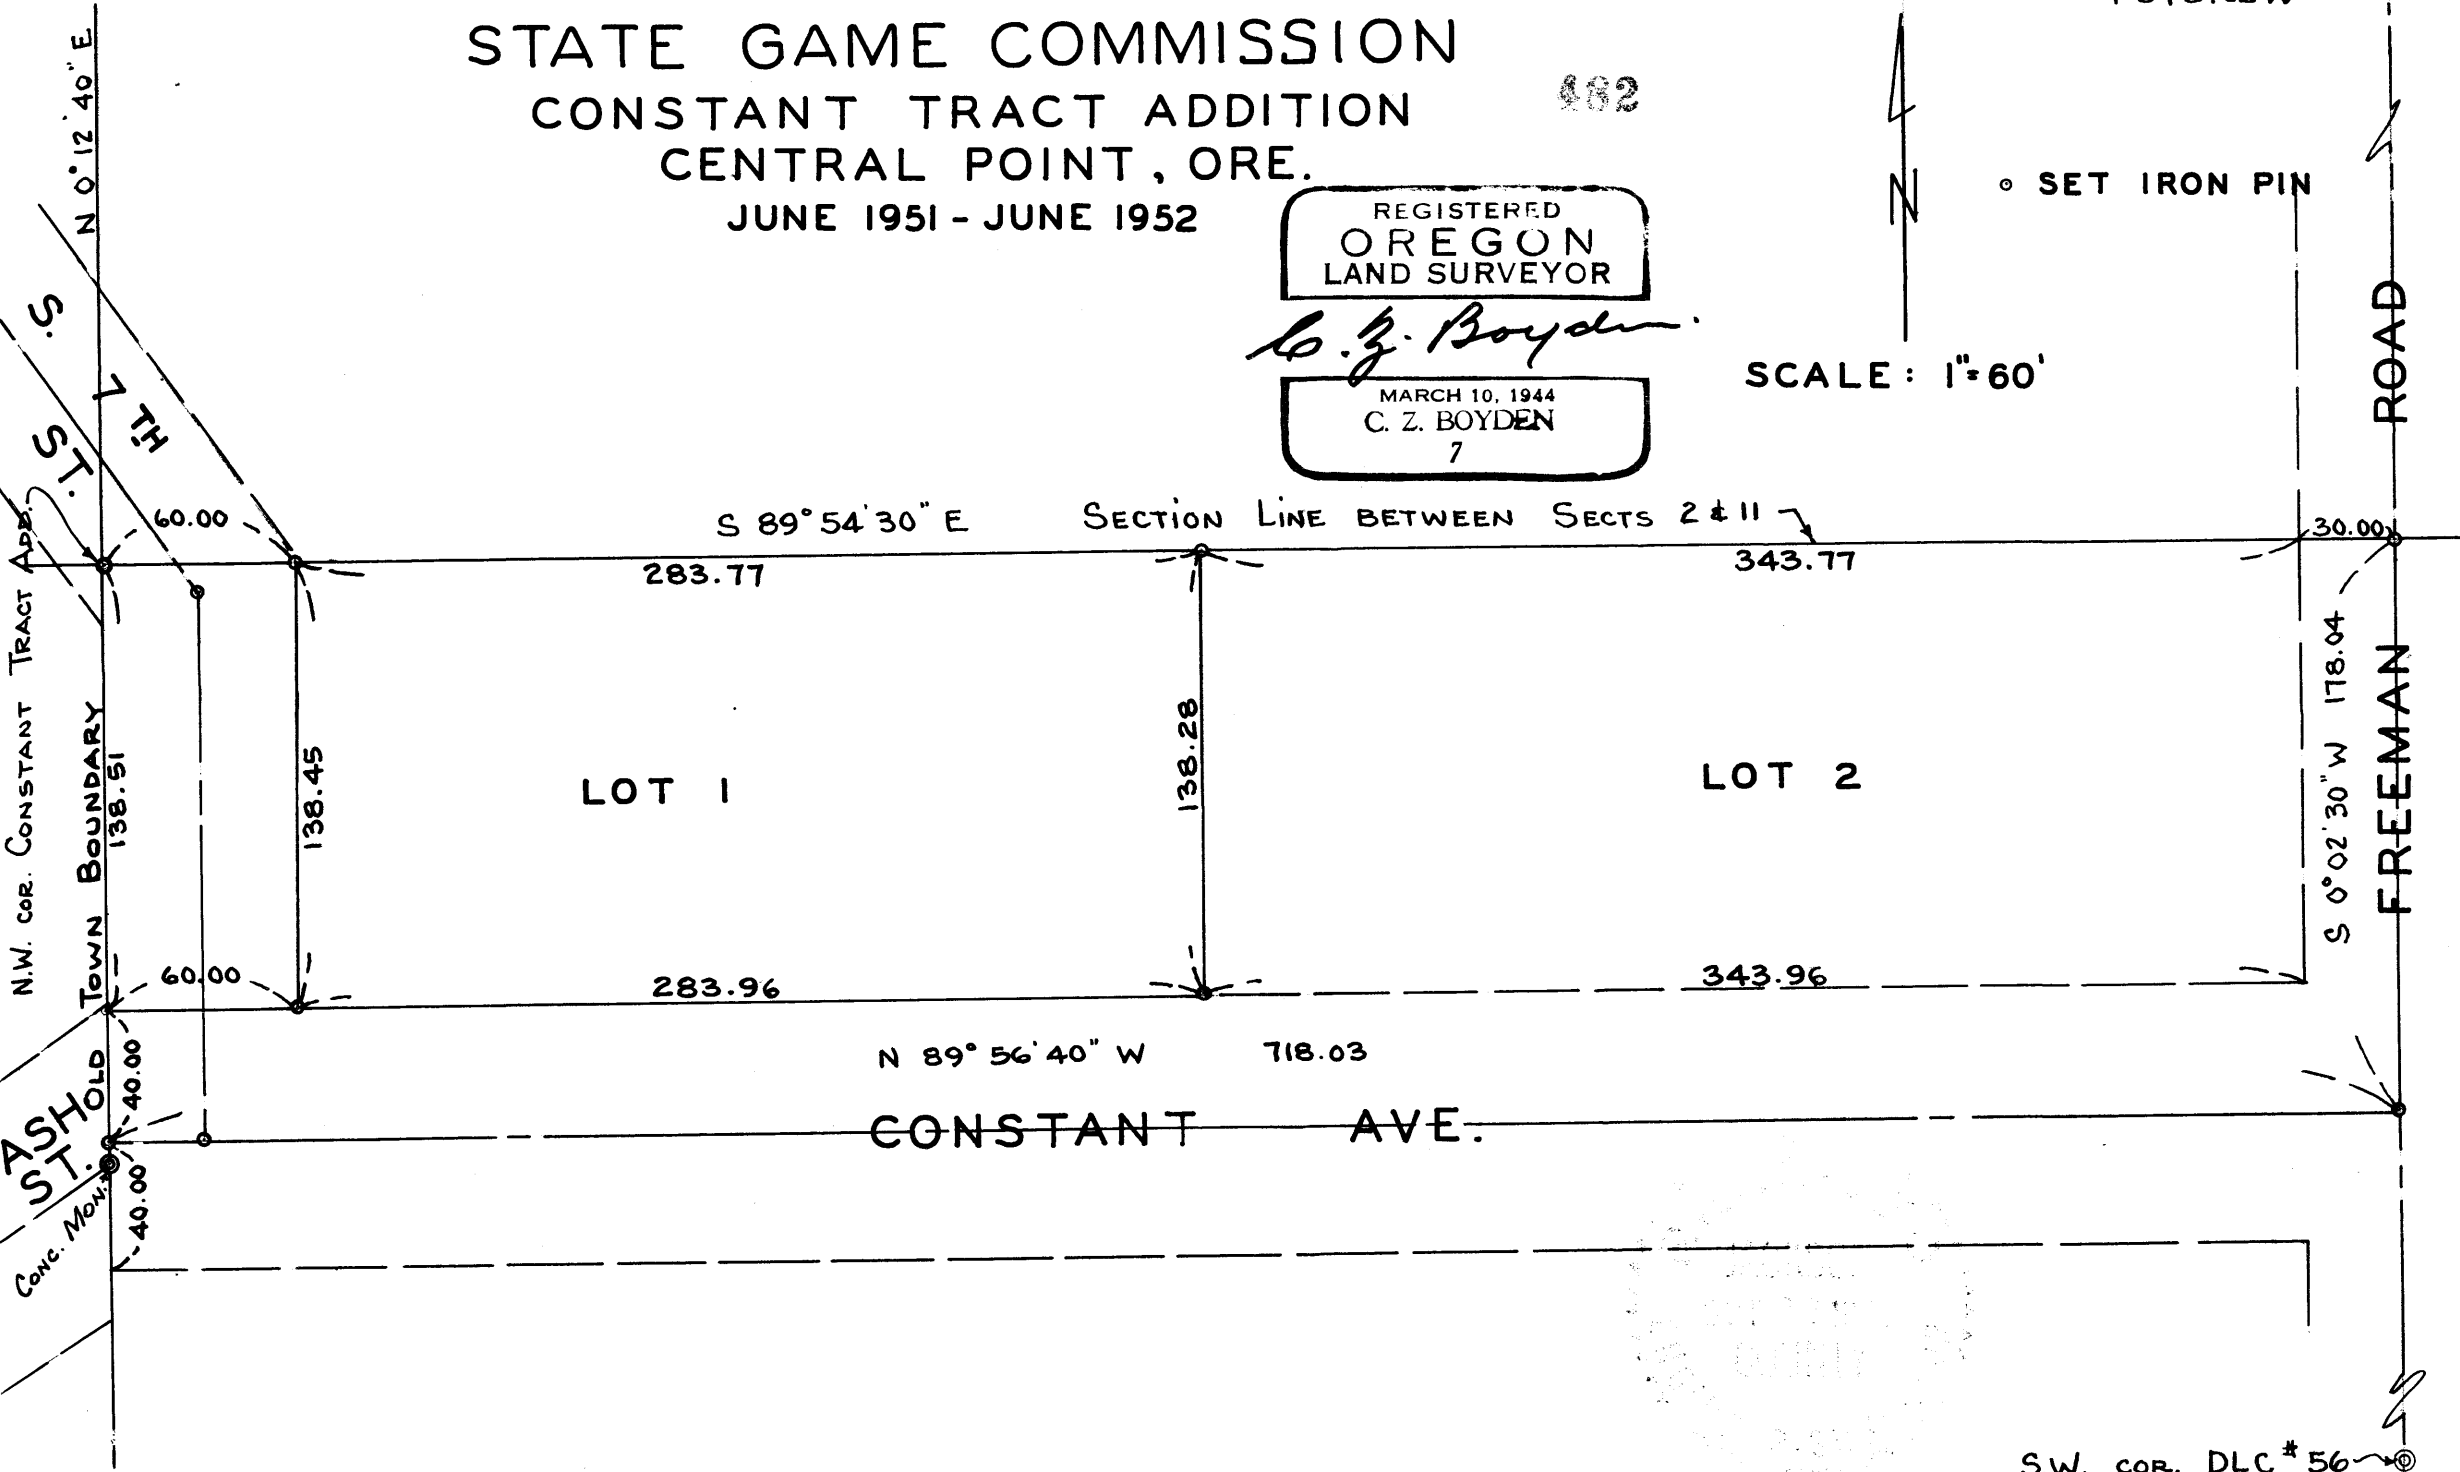 STATE GAME COMMISSION
CONSTANT TRACT ADDITION
CENTRAL POINT, ORE.
JUNE 1951 - JUNE 1952
N
° SET IRON PIN
SCALE: 1"=60'
REGISTERED
OREGON
LAND SURVEYOR
C. Z. Boyden
MARCH 10, 1944
C. Z. BOYDEN
7
N 0° 12' 40" E
S. 7TH
ST.
60.00
S 89° 54' 30" E
SECTION LINE BETWEEN SECTS 2 & 11
30.00
283.77
343.77
N.W. COR. CONSTANT TRACT ADD.
OLD TOWN BOUNDARY
138.51
138.45
LOT 1
138.28
LOT 2
S 0° 02' 30" W 178.04
FREEMAN ROAD
60.00
283.96
343.96
N 89° 56' 40" W 718.03
CONSTANT AVE.
40.00
40.00
ASH
ST.
CONC. MON.
S.W. COR. DLC # 56